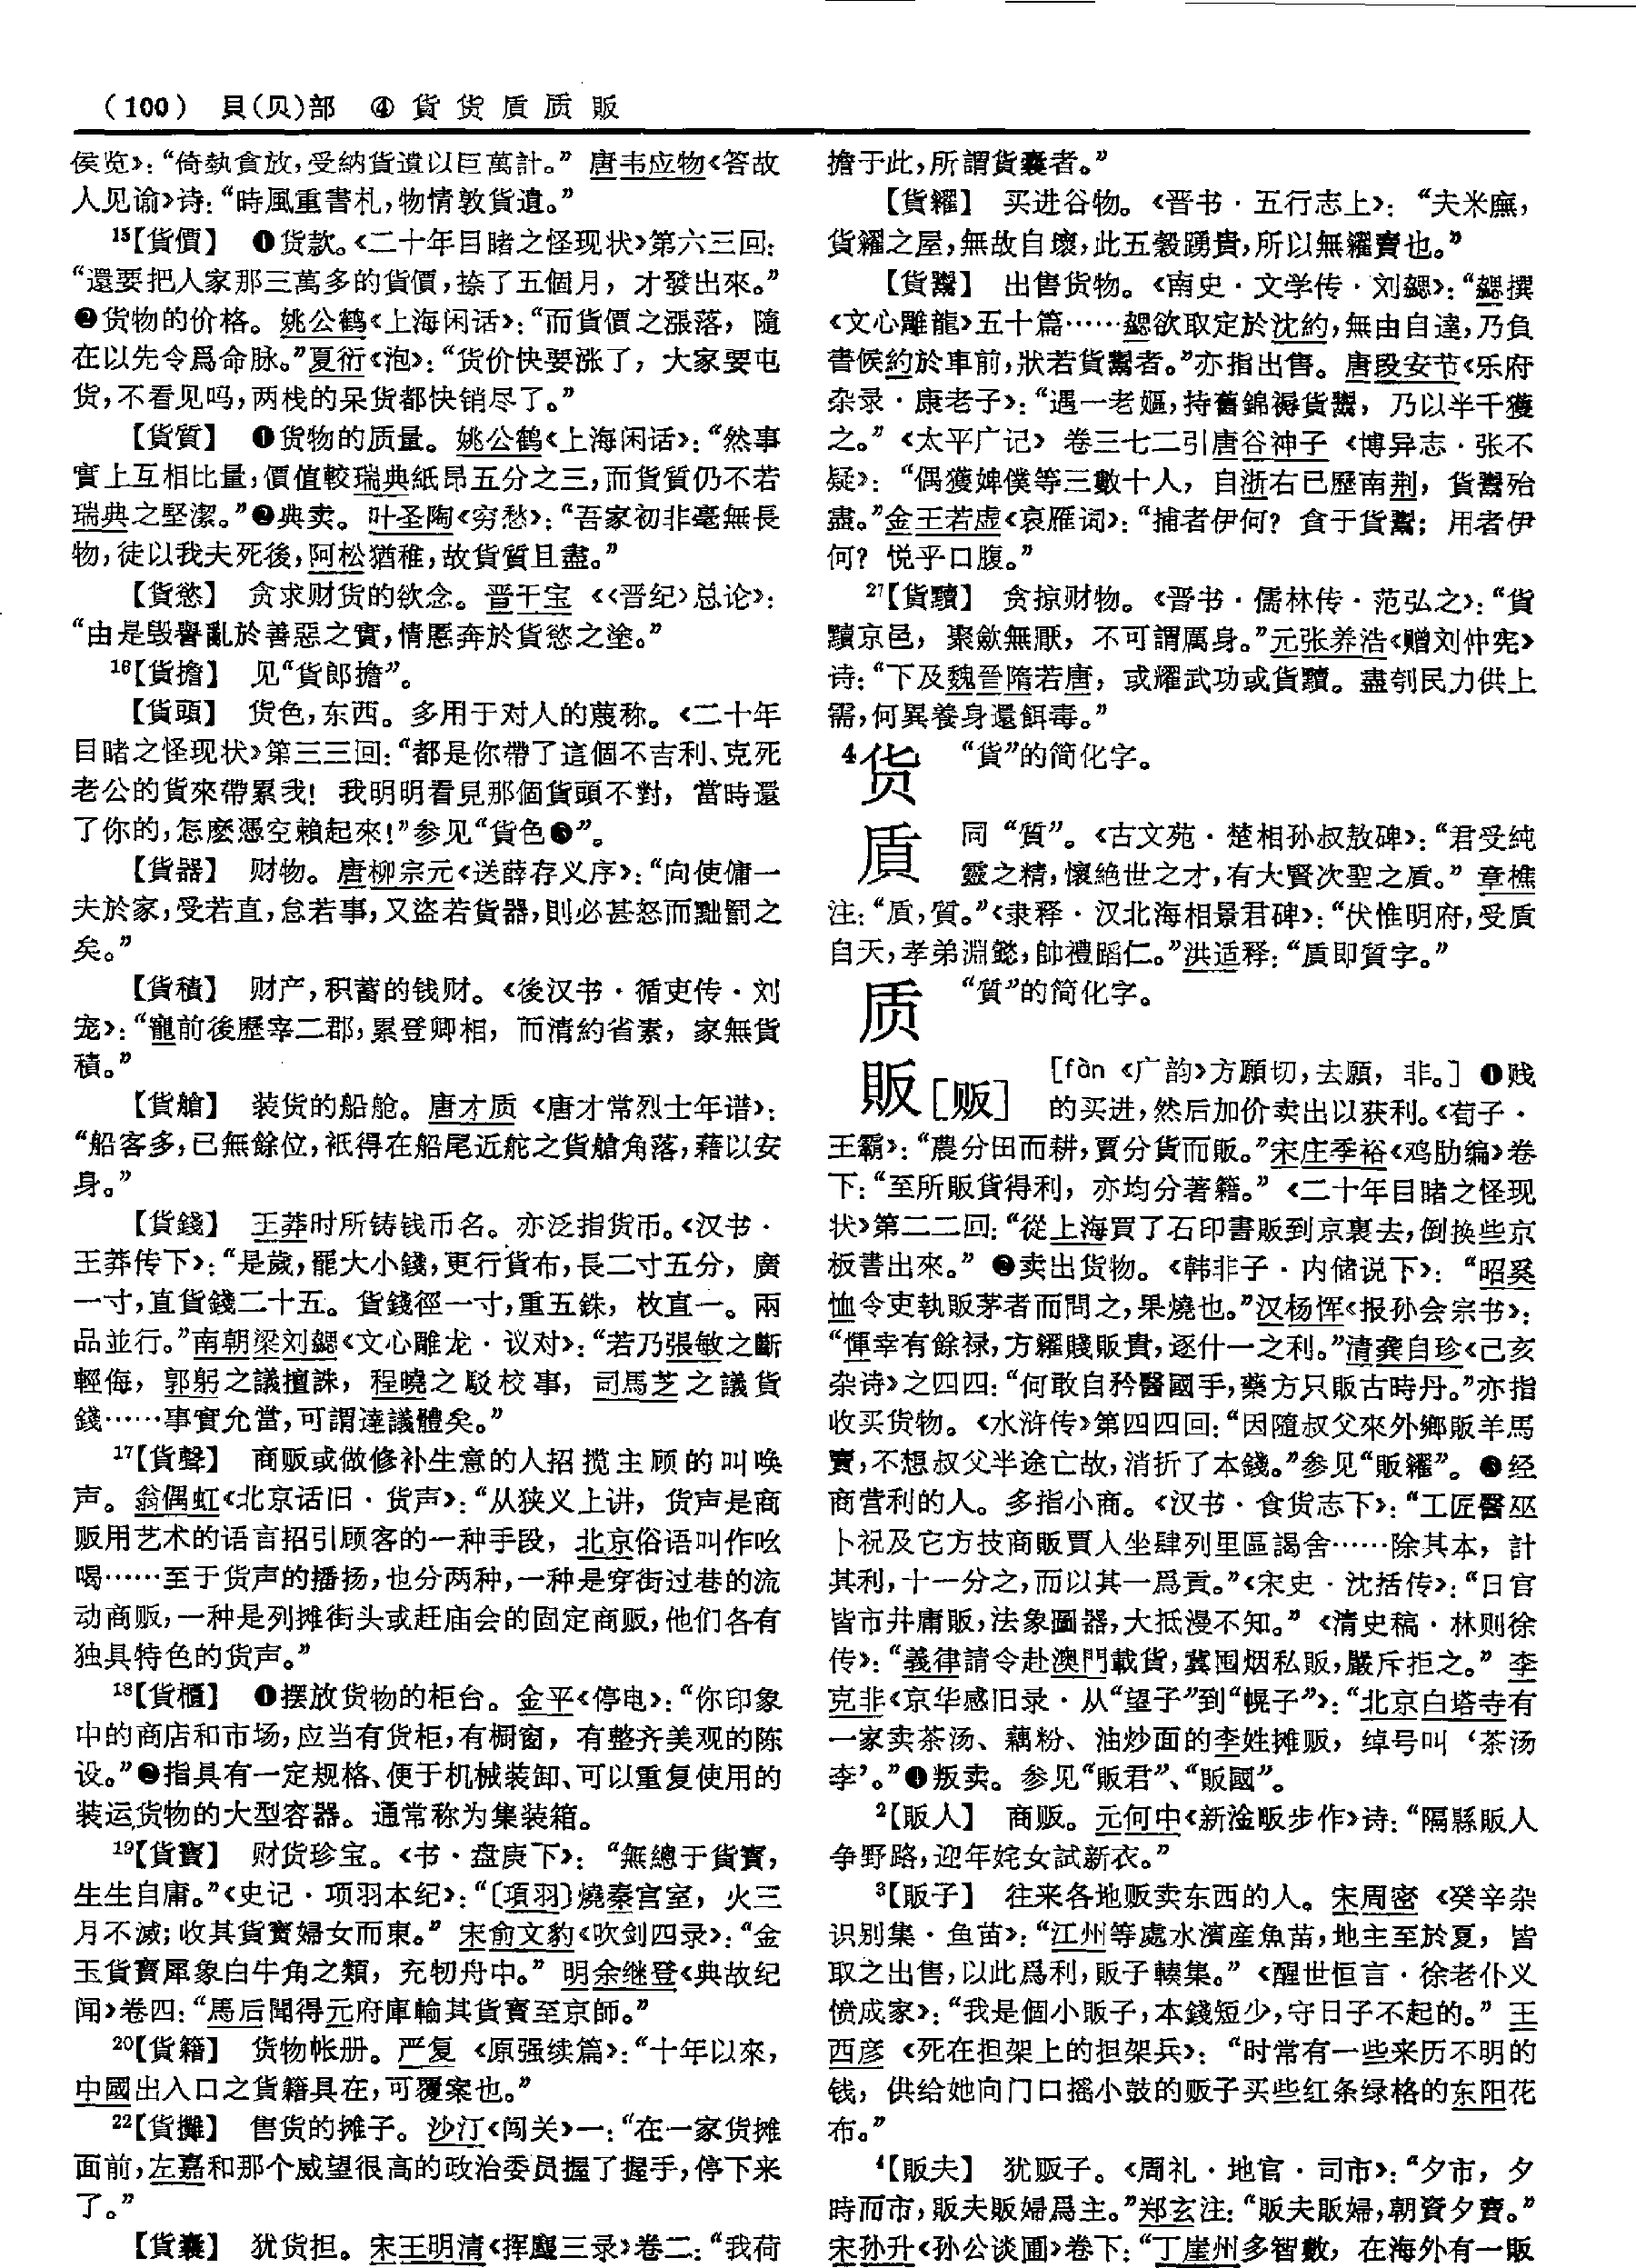 (100) 貝(贝)部 ④ 貨货貭质販
侯览》：“倚埶貪放，受納貨遺以巨萬計。” 唐韦应物《答故
人见谕》诗：“時風重書札，物情敦貨遺。”
15【貨價】 ❶货款。《二十年目睹之怪现状》第六三回：
“還要把人家那三萬多的貨價，捺了五個月，才發出來。”
❷货物的价格。姚公鹤《上海闲话》：“而貨價之漲落，隨
在以先令爲命脉。”夏衍《泡》：“货价快要涨了，大家要屯
货，不看见吗，两栈的呆货都快销尽了。”
【貨質】 ❶货物的质量。姚公鹤《上海闲话》：“然事
實上互相比量，價值較瑞典紙昂五分之三，而貨質仍不若
瑞典之堅潔。”❷典卖。叶圣陶《穷愁》：“吾家初非毫無長
物，徒以我夫死後，阿松猶稚，故貨質且盡。”
【貨慾】 贪求财货的欲念。晋干宝《〈晋纪〉总论》：
“由是毁譽亂於善惡之實，情慝奔於貨慾之塗。”
16【貨擔】 见“貨郎擔”。
【貨頭】 货色，东西。多用于对人的蔑称。《二十年
目睹之怪现状》第三三回：“都是你帶了這個不吉利、克死
老公的貨來帶累我！我明明看見那個貨頭不對，當時還
了你的，怎麽憑空賴起來！”参见“貨色❸”。
【貨器】 财物。唐柳宗元《送薛存义序》：“向使傭一
夫於家，受若直，怠若事，又盜若貨器，則必甚怒而黜罰之
矣。”
【貨積】 财产，积蓄的钱财。《後汉书·循吏传·刘
宠》：“寵前後歷宰二郡，累登卿相，而清約省素，家無貨
積。”
【貨艙】 装货的船舱。唐才质《唐才常烈士年谱》：
“船客多，已無餘位，祇得在船尾近舵之貨艙角落，藉以安
身。”
【貨錢】 王莽时所铸钱币名。亦泛指货币。《汉书·
王莽传下》：“是歲，罷大小錢，更行貨布，長二寸五分，廣
一寸，直貨錢二十五。貨錢徑一寸，重五銖，枚直一。兩
品並行。”南朝梁刘勰《文心雕龙·议对》：“若乃張敏之斷
輕侮，郭躬之議擅誅，程曉之駁校事，司馬芝之議貨
錢……事實允當，可謂達議體矣。”
17【貨聲】 商贩或做修补生意的人招揽主顾的叫唤
声。翁偶虹《北京话旧·货声》：“从狭义上讲，货声是商
贩用艺术的语言招引顾客的一种手段，北京俗语叫作吆
喝……至于货声的播扬，也分两种，一种是穿街过巷的流
动商贩，一种是列摊街头或赶庙会的固定商贩，他们各有
独具特色的货声。”
18【貨櫃】 ❶摆放货物的柜台。金平《停电》：“你印象
中的商店和市场，应当有货柜，有橱窗，有整齐美观的陈
设。”❷指具有一定规格、便于机械装卸、可以重复使用的
装运货物的大型容器。通常称为集装箱。
19【貨寶】 财货珍宝。《书·盘庚下》：“無總于貨寶，
生生自庸。”《史记·项羽本纪》：“〔項羽〕燒秦宫室，火三
月不滅；收其貨寶婦女而東。”宋俞文豹《吹剑四录》：“金
玉貨寶犀象白牛角之類，充牣舟中。”明余继登《典故纪
闻》卷四：“馬后聞得元府庫輸其貨寶至京師。”
20【貨籍】 货物帐册。严复《原强续篇》：“十年以來，
中國出入口之貨籍具在，可覆案也。”
22【貨攤】 售货的摊子。沙汀《闯关》一：“在一家货摊
面前，左嘉和那个威望很高的政治委员握了握手，停下来
了。”
【貨囊】 犹货担。宋王明清《挥麈三录》卷二：“我荷
擔于此，所謂貨囊者。”
【貨糴】 买进谷物。《晋书·五行志上》：“夫米廪，
貨糴之屋，無故自壞，此五穀踴貴，所以無糴賣也。”
【貨鬻】 出售货物。《南史·文学传·刘勰》：“勰撰
《文心雕龍》五十篇……勰欲取定於沈約，無由自達，乃負
書候約於車前，狀若貨鬻者。”亦指出售。唐段安节《乐府
杂录·康老子》：“遇一老嫗，持舊錦褥貨鬻，乃以半千獲
之。”《太平广记》卷三七二引唐谷神子《博异志·张不
疑》：“偶獲婢僕等三數十人，自浙右已歷南荆，貨鬻殆
盡。”金王若虚《哀雁词》：“捕者伊何？貪于貨鬻；用者伊
何？悦乎口腹。”
27【貨黷】 贪掠财物。《晋书·儒林传·范弘之》：“貨
黷京邑，聚斂無厭，不可謂厲身。”元张养浩《赠刘仲宪》
诗：“下及魏晉隋若唐，或耀武功或貨黷。盡刳民力供上
需，何異養身還餌毒。”
4货 “貨”的简化字。
貭 同“質”。《古文苑·楚相孙叔敖碑》：“君受純
靈之精，懷絶世之才，有大賢次聖之貭。”章樵
注：“貭，質。”《隶释·汉北海相景君碑》：“伏惟明府，受貭
自天，孝弟淵懿，帥禮蹈仁。”洪适释：“貭即質字。”
质 “質”的简化字。
販[贩] [fàn《广韵》方願切，去願，非。] ❶贱
的买进，然后加价卖出以获利。《荀子·
王霸》：“農分田而耕，賈分貨而販。”宋庄季裕《鸡肋编》卷
下：“至所販貨得利，亦均分著籍。”《二十年目睹之怪现
状》第二二回：“從上海買了石印書販到京裏去，倒换些京
板書出來。”❷卖出货物。《韩非子·内储说下》：“昭奚
恤令吏執販茅者而問之，果燒也。”汉杨恽《报孙会宗书》：
“惲幸有餘禄，方糴賤販貴，逐什一之利。”清龚自珍《己亥
杂诗》之四四：“何敢自矜醫國手，藥方只販古時丹。”亦指
收买货物。《水浒传》第四四回：“因隨叔父來外鄉販羊馬
賣，不想叔父半途亡故，消折了本錢。”参见“販糴”。❸经
商营利的人。多指小商。《汉书·食货志下》：“工匠醫巫
卜祝及它方技商販賈人坐肆列里區謁舍……除其本，計
其利，十一分之，而以其一爲貢。”《宋史·沈括传》：“日官
皆市井庸販，法象圖器，大抵漫不知。”《清史稿·林则徐
传》：“義律請令赴澳門載貨，冀囤烟私販，嚴斥拒之。”李
克非《京华感旧录·从“望子”到“幌子”》：“北京白塔寺有
一家卖茶汤、藕粉、油炒面的李姓摊贩，绰号叫‘茶汤
李’。”❹叛卖。参见“販君”、“販國”。
2【販人】 商贩。元何中《新淦畈步作》诗：“隔縣販人
争野路，迎年姹女試新衣。”
3【販子】 往来各地贩卖东西的人。宋周密《癸辛杂
识别集·鱼苗》：“江州等處水濱産魚苗，地主至於夏，皆
取之出售，以此爲利，販子輳集。”《醒世恒言·徐老仆义
愤成家》：“我是個小販子，本錢短少，守日子不起的。”王
西彦《死在担架上的担架兵》：“时常有一些来历不明的
钱，供给她向门口摇小鼓的贩子买些红条绿格的东阳花
布。”
4【販夫】 犹贩子。《周礼·地官·司市》：“夕市，夕
時而市，販夫販婦爲主。”郑玄注：“販夫販婦，朝資夕賣。”
宋孙升《孙公谈圃》卷下：“丁崖州多智數，在海外有一販